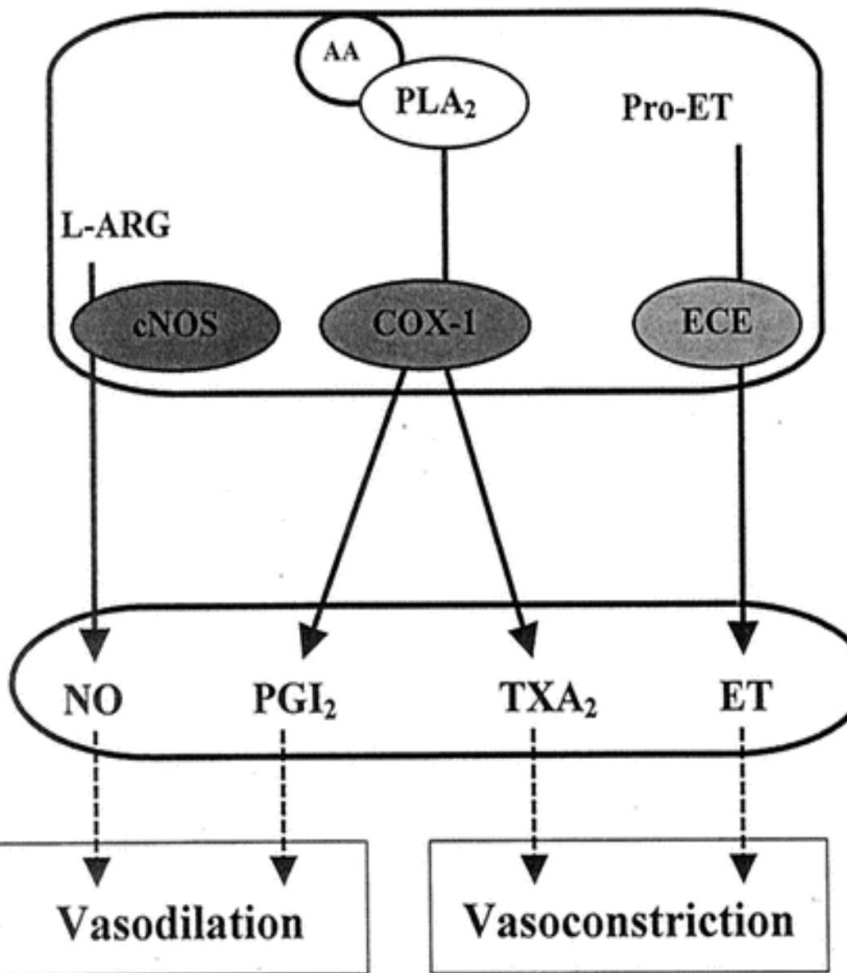 AA
PLA₂
Pro-ET
L-ARG
cNOS
COX-1
ECE
NO
PGI₂
TXA₂
ET
Vasodilation
Vasoconstriction